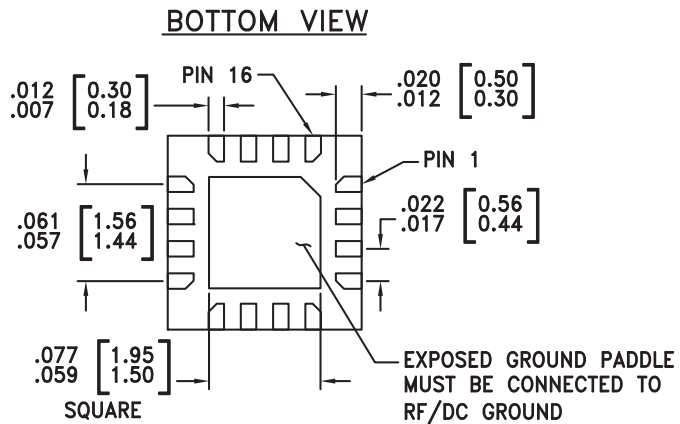 BOTTOM VIEW
PIN 16
.012 [0.30]
.007 [0.18]
.020 [0.50]
.012 [0.30]
PIN 1
.061 [1.56]
.057 [1.44]
.022 [0.56]
.017 [0.44]
.077 [1.95]
.059 [1.50]
SQUARE
EXPOSED GROUND PADDLE
MUST BE CONNECTED TO
RF/DC GROUND